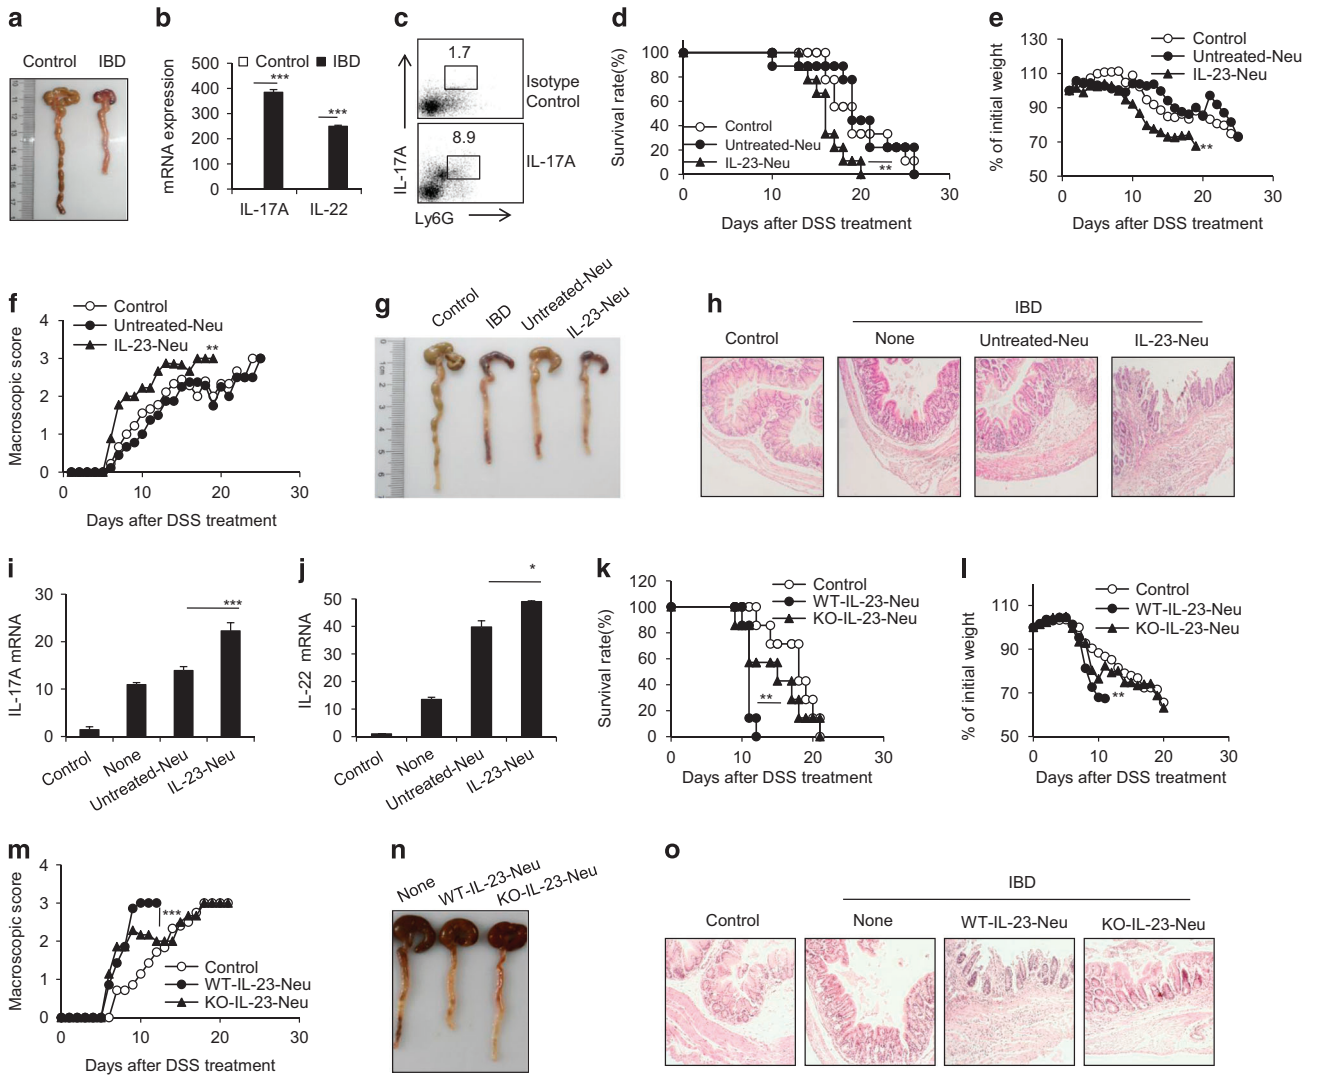 a
Control IBD
b
mRNA expression
500
400
300
200
100
0
Control IBD
***
***
IL-17A IL-22
c
1.7
Isotype
Control
8.9
IL-17A
IL-17A
Ly6G
d
Survival rate(%)
100
80
60
40
20
0
Control
Untreated-Neu
IL-23-Neu
**
0 10 20 30
Days after DSS treatment
e
% of initial weight
130
110
90
70
50
Control
Untreated-Neu
IL-23-Neu
**
0 10 20 30
Days after DSS treatment
f
Macroscopic score
4
3
2
1
0
Control
Untreated-Neu
IL-23-Neu
**
0 10 20 30
Days after DSS treatment
g
Control
IBD
Untreated-Neu
IL-23-Neu
h
IBD
Control None Untreated-Neu IL-23-Neu
i
IL-17A mRNA
30
20
10
0
***
Control
None
Untreated-Neu
IL-23-Neu
j
IL-22 mRNA
50
40
30
20
10
0
*
Control
None
Untreated-Neu
IL-23-Neu
k
Survival rate(%)
120
100
80
60
40
20
0
Control
WT-IL-23-Neu
KO-IL-23-Neu
**
0 10 20 30
Days after DSS treatment
l
% of initial weight
110
90
70
50
Control
WT-IL-23-Neu
KO-IL-23-Neu
**
0 10 20 30
Days after DSS treatment
m
Macroscopic score
4
3
2
1
0
***
Control
WT-IL-23-Neu
KO-IL-23-Neu
0 10 20 30
Days after DSS treatment
n
None
WT-IL-23-Neu
KO-IL-23-Neu
o
IBD
Control None WT-IL-23-Neu KO-IL-23-Neu